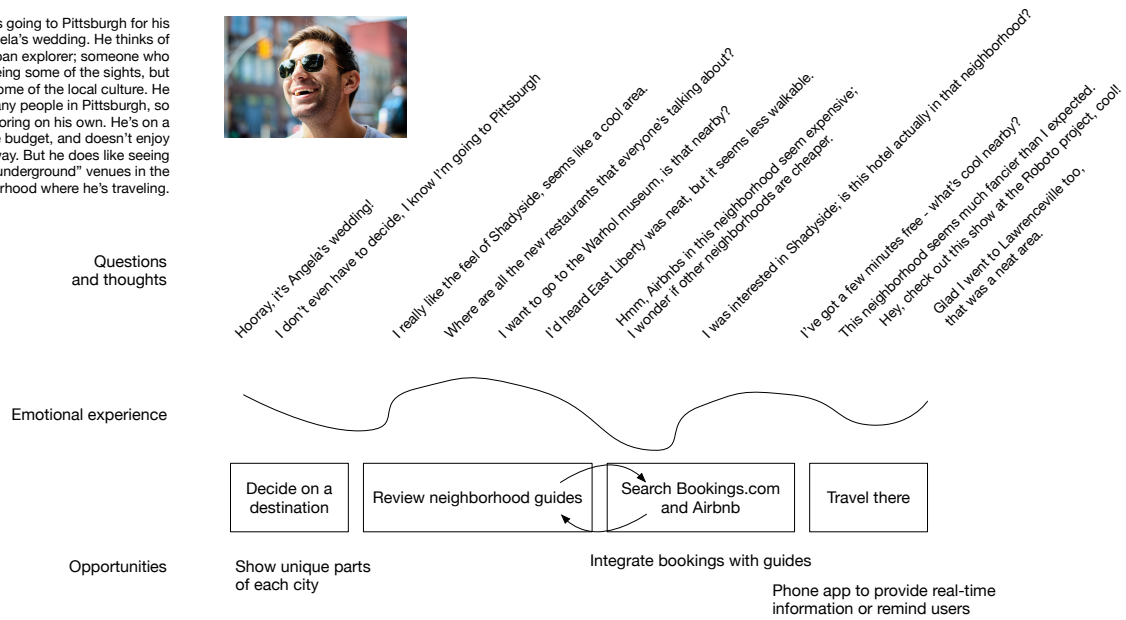 s going to Pittsburgh for his
ela's wedding. He thinks of
ban explorer; someone who
eing some of the sights, but
ome of the local culture. He
any people in Pittsburgh, so
oring on his own. He's on a
e budget, and doesn't enjoy
way. But he does like seeing
underground” venues in the
rhood where he's traveling.
Questions
and thoughts
Hooray, it's Angela's wedding!
I don't even have to decide, I know I'm going to Pittsburgh
I really like the feel of Shadyside, seems like a cool area.
Where are all the new restaurants that everyone's talking about?
I want to go to the Warhol museum, is that nearby?
I'd heard East Liberty was neat, but it seems less walkable.
Hmm, Airbnbs in this neighborhood seem expensive;
I wonder if other neighborhoods are cheaper.
I was interested in Shadyside; is this hotel actually in that neighborhood?
I've got a few minutes free - what's cool nearby?
This neighborhood seems much fancier than I expected.
Hey, check out this show at the Roboto project, cool!
Glad I went to Lawrenceville too,
that was a neat area.
Emotional experience
Decide on a
destination
Review neighborhood guides
Search Bookings.com
and Airbnb
Travel there
Opportunities
Show unique parts
of each city
Integrate bookings with guides
Phone app to provide real-time
information or remind users